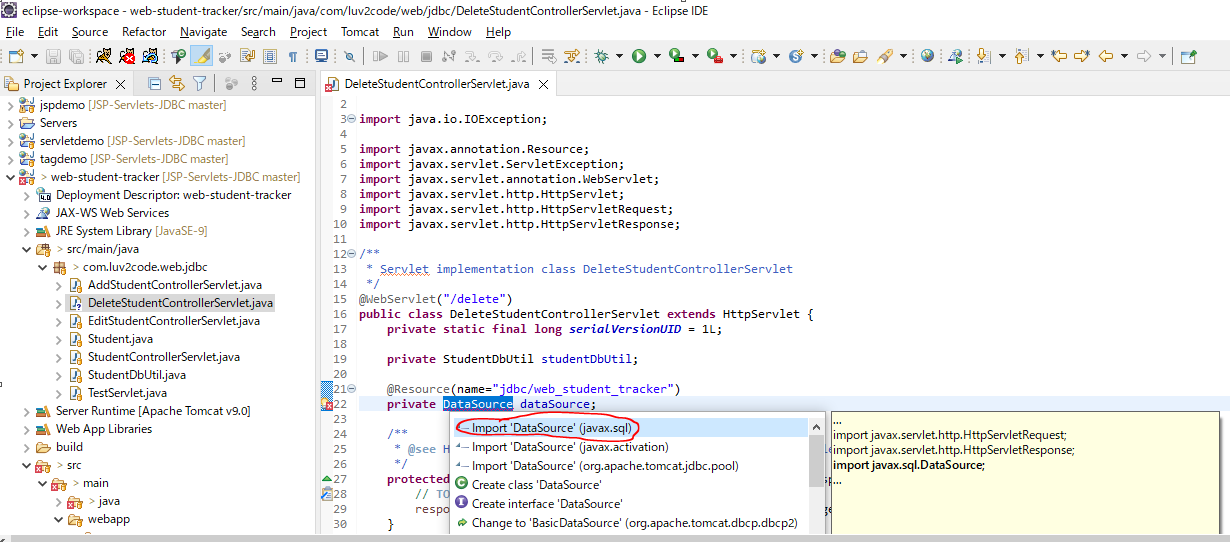 eclipse-workspace - web-student-tracker/src/main/java/com/luv2code/web/jdbc/DeleteStudentControllerServlet.java - Eclipse IDE
File Edit Source Refactor Navigate Search Project Tomcat Run Window Help
Project Explorer
jspdemo [JSP-Servlets-JDBC master]
Servers
servletdemo [JSP-Servlets-JDBC master]
tagdemo [JSP-Servlets-JDBC master]
> web-student-tracker [JSP-Servlets-JDBC master]
Deployment Descriptor: web-student-tracker
JAX-WS Web Services
JRE System Library [JavaSE-9]
> src/main/java
> com.luv2code.web.jdbc
AddStudentControllerServlet.java
DeleteStudentControllerServlet.java
EditStudentControllerServlet.java
Student.java
StudentControllerServlet.java
StudentDbUtil.java
TestServlet.java
Server Runtime [Apache Tomcat v9.0]
Web App Libraries
build
> src
> main
> java
webapp
DeleteStudentControllerServlet.java
2
3 import java.io.IOException;
4
5 import javax.annotation.Resource;
6 import javax.servlet.ServletException;
7 import javax.servlet.annotation.WebServlet;
8 import javax.servlet.http.HttpServlet;
9 import javax.servlet.http.HttpServletRequest;
10 import javax.servlet.http.HttpServletResponse;
11
12 /**
13 * Servlet implementation class DeleteStudentControllerServlet
14 */
15 @WebServlet("/delete")
16 public class DeleteStudentControllerServlet extends HttpServlet {
17 private static final long serialVersionUID = 1L;
18
19 private StudentDbUtil studentDbUtil;
20
21 @Resource(name="jdbc/web_student_tracker")
22 private DataSource dataSource;
23
24 /**
25 * @see H
26 */
27 protected
28 // TO
29 respo
30 }
Import 'DataSource' (javax.sql)
Import 'DataSource' (javax.activation)
Import 'DataSource' (org.apache.tomcat.jdbc.pool)
Create class 'DataSource'
Create interface 'DataSource'
Change to 'BasicDataSource' (org.apache.tomcat.dbcp.dbcp2)
...
import javax.servlet.http.HttpServletRequest;
import javax.servlet.http.HttpServletResponse;
import javax.sql.DataSource;
...